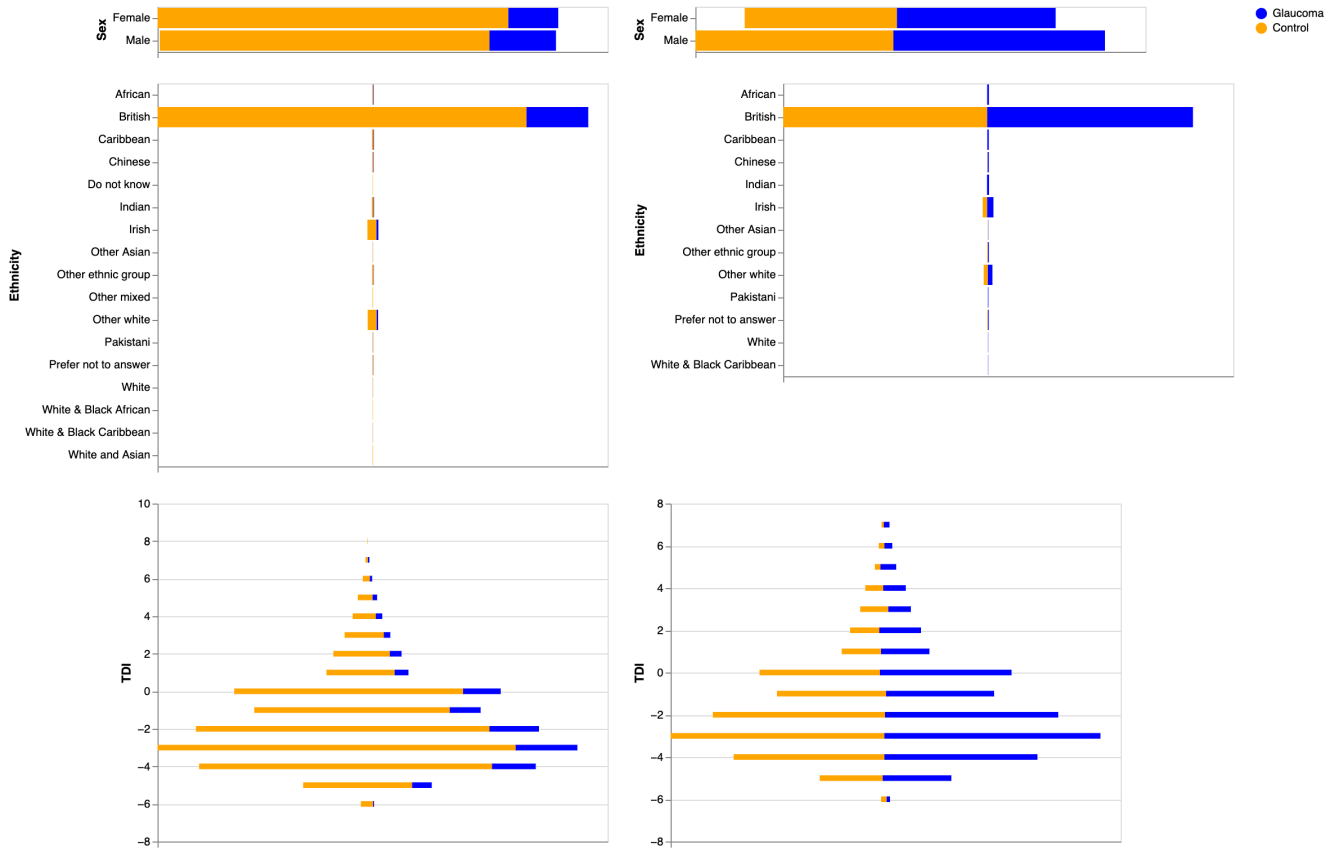 Sex
Female
Male
Sex
Female
Male
Glaucoma
Control
Ethnicity
African
British
Caribbean
Chinese
Do not know
Indian
Irish
Other Asian
Other ethnic group
Other mixed
Other white
Pakistani
Prefer not to answer
White
White & Black African
White & Black Caribbean
White and Asian
Ethnicity
African
British
Caribbean
Chinese
Indian
Irish
Other Asian
Other ethnic group
Other white
Pakistani
Prefer not to answer
White
White & Black Caribbean
TDI
10
8
6
4
2
0
−2
−4
−6
−8
TDI
8
6
4
2
0
−2
−4
−6
−8